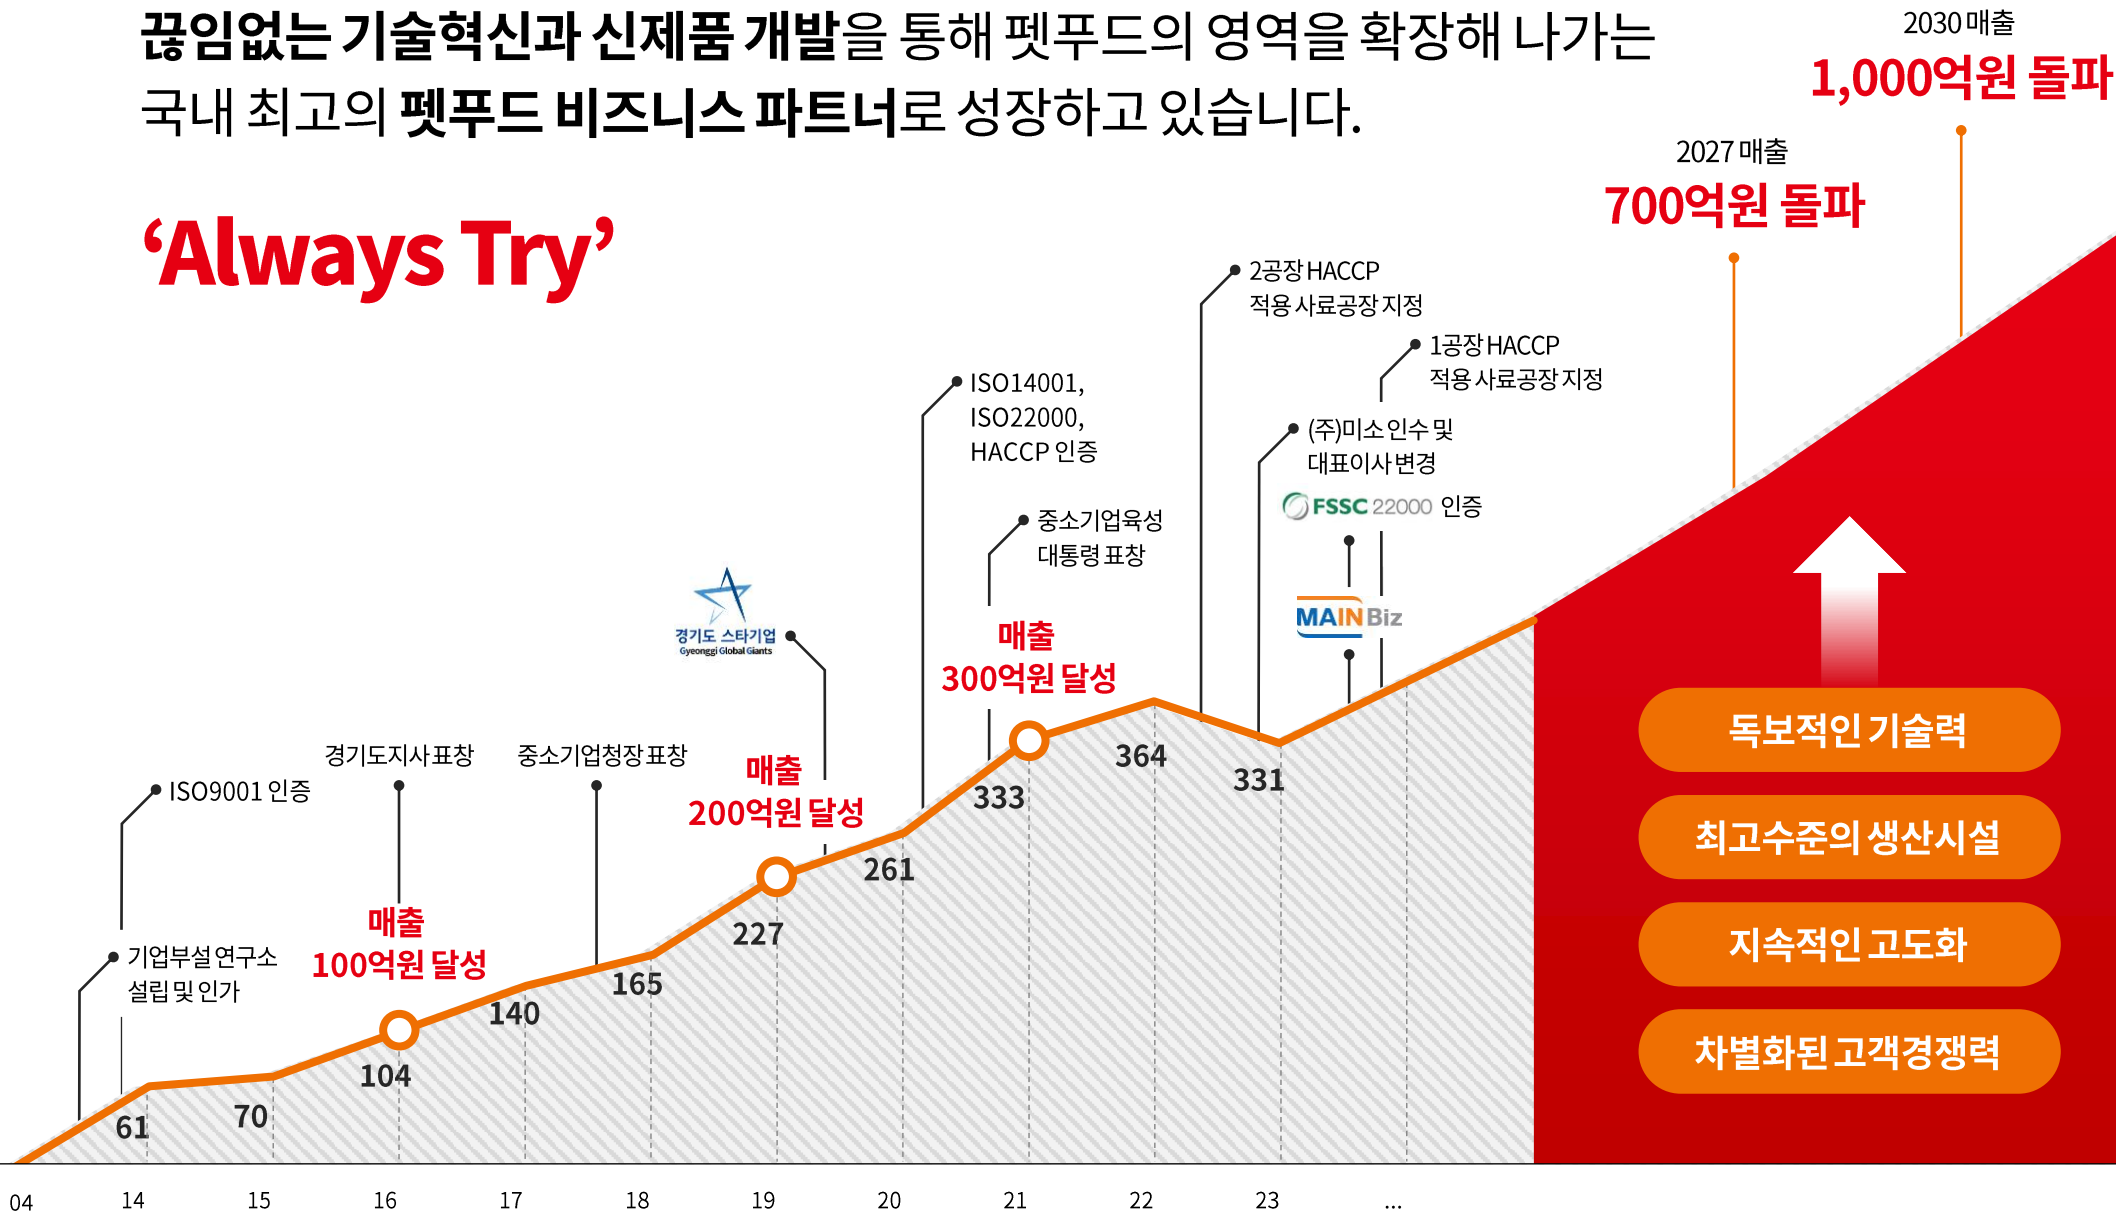 끊임없는 기술혁신과 신제품 개발을 통해 펫푸드의 영역을 확장해 나가는
국내 최고의 펫푸드 비즈니스 파트너로 성장하고 있습니다.
‘Always Try’
2030 매출
1,000억원 돌파
2027 매출
700억원 돌파
2공장 HACCP
적용 사료공장 지정
1공장 HACCP
적용 사료공장 지정
ISO14001,
ISO22000,
HACCP 인증
(주)미소 인수 및
대표이사 변경
FSSC 22000 인증
중소기업육성
대통령 표창
MAIN Biz
경기도 스타기업
Gyeonggi Global Giants
매출
300억원 달성
경기도지사 표창
중소기업청장 표창
매출
200억원 달성
ISO9001 인증
매출
100억원 달성
기업부설 연구소
설립 및 인가
61
70
104
140
165
227
261
333
364
331
독보적인 기술력
최고수준의 생산시설
지속적인 고도화
차별화된 고객경쟁력
04 14 15 16 17 18 19 20 21 22 23 ...